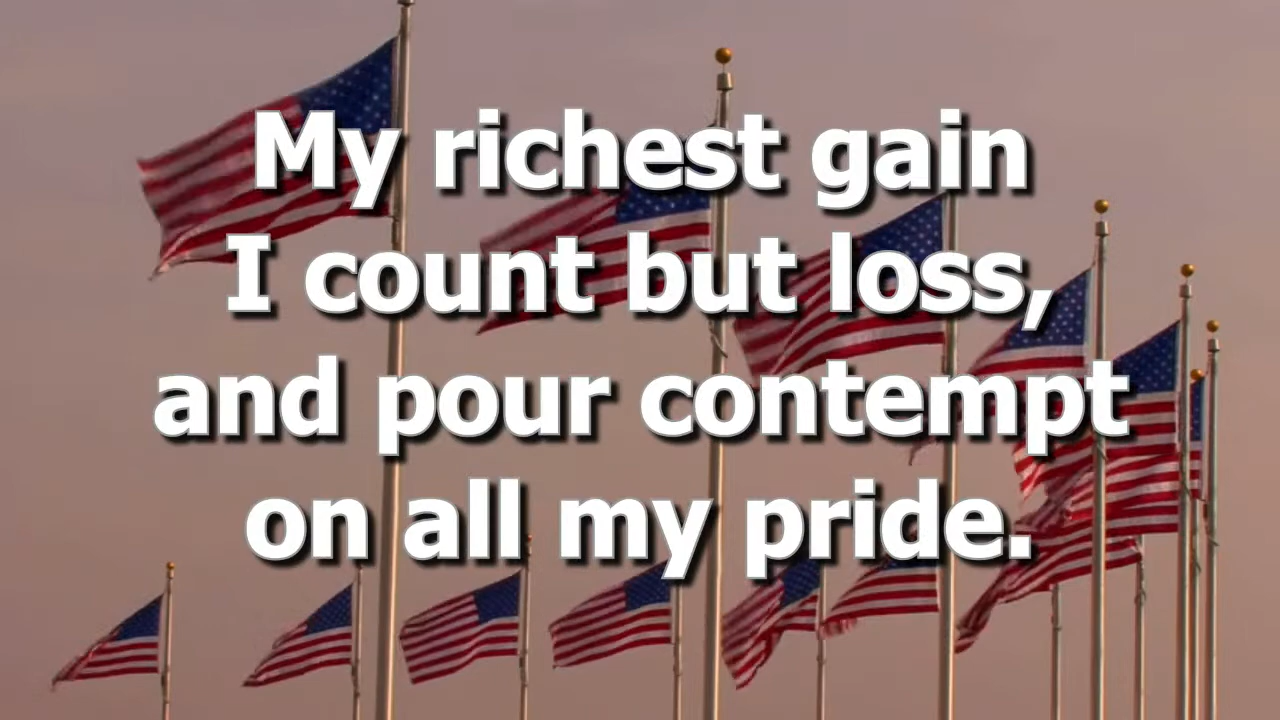 My richest gain
I count but loss,
and pour contempt
on all my pride.